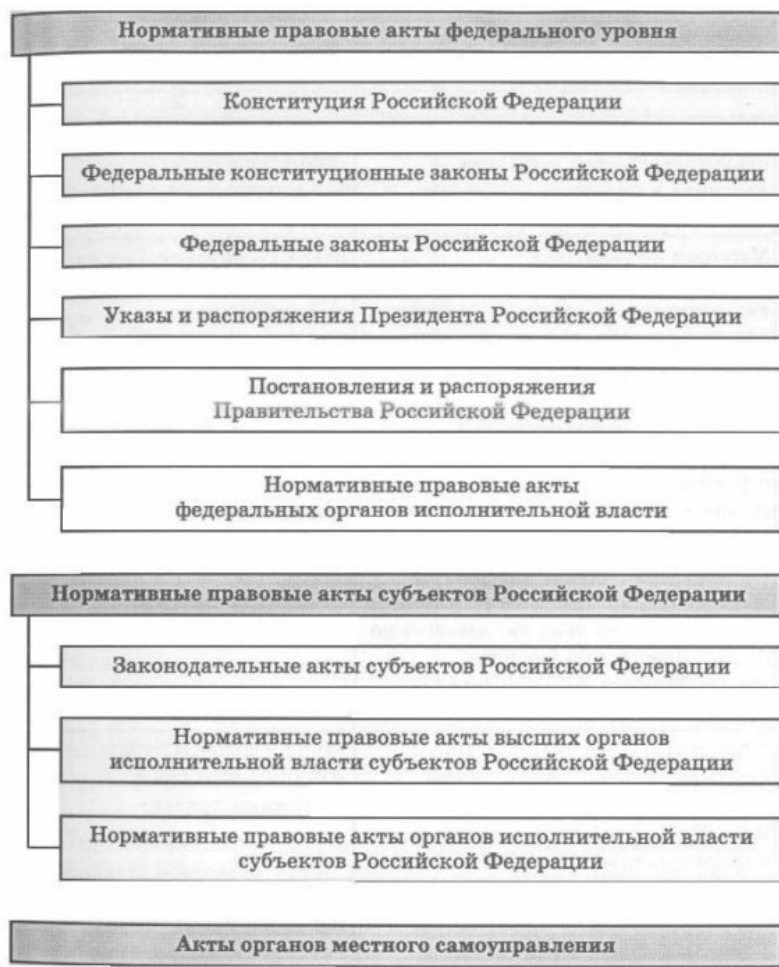 Нормативные правовые акты федерального уровня
Конституция Российской Федерации
Федеральные конституционные законы Российской Федерации
Федеральные законы Российской Федерации
Указы и распоряжения Президента Российской Федерации
Постановления и распоряжения
Правительства Российской Федерации
Нормативные правовые акты
федеральных органов исполнительной власти
Нормативные правовые акты субъектов Российской Федерации
Законодательные акты субъектов Российской Федерации
Нормативные правовые акты высших органов
исполнительной власти субъектов Российской Федерации
Нормативные правовые акты органов исполнительной власти
субъектов Российской Федерации
Акты органов местного самоуправления